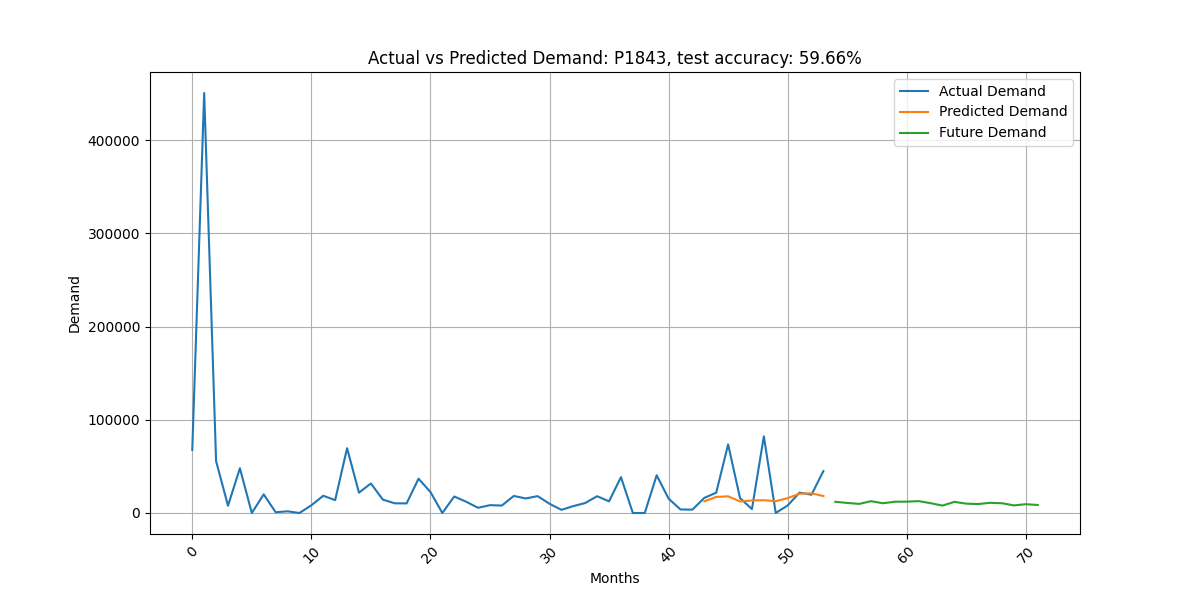 Actual vs Predicted Demand: P1843, test accuracy: 59.66%
Actual Demand
Predicted Demand
Future Demand
400000
300000
200000
100000
0
Demand
0
10
20
30
40
50
60
70
Months